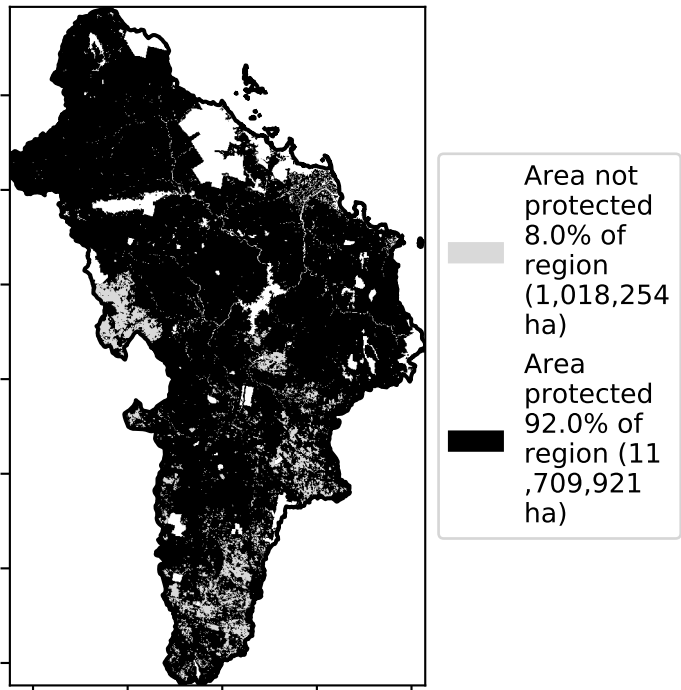 Area not
protected
8.0% of
region
(1,018,254
ha)
Area
protected
92.0% of
region (11
,709,921
ha)